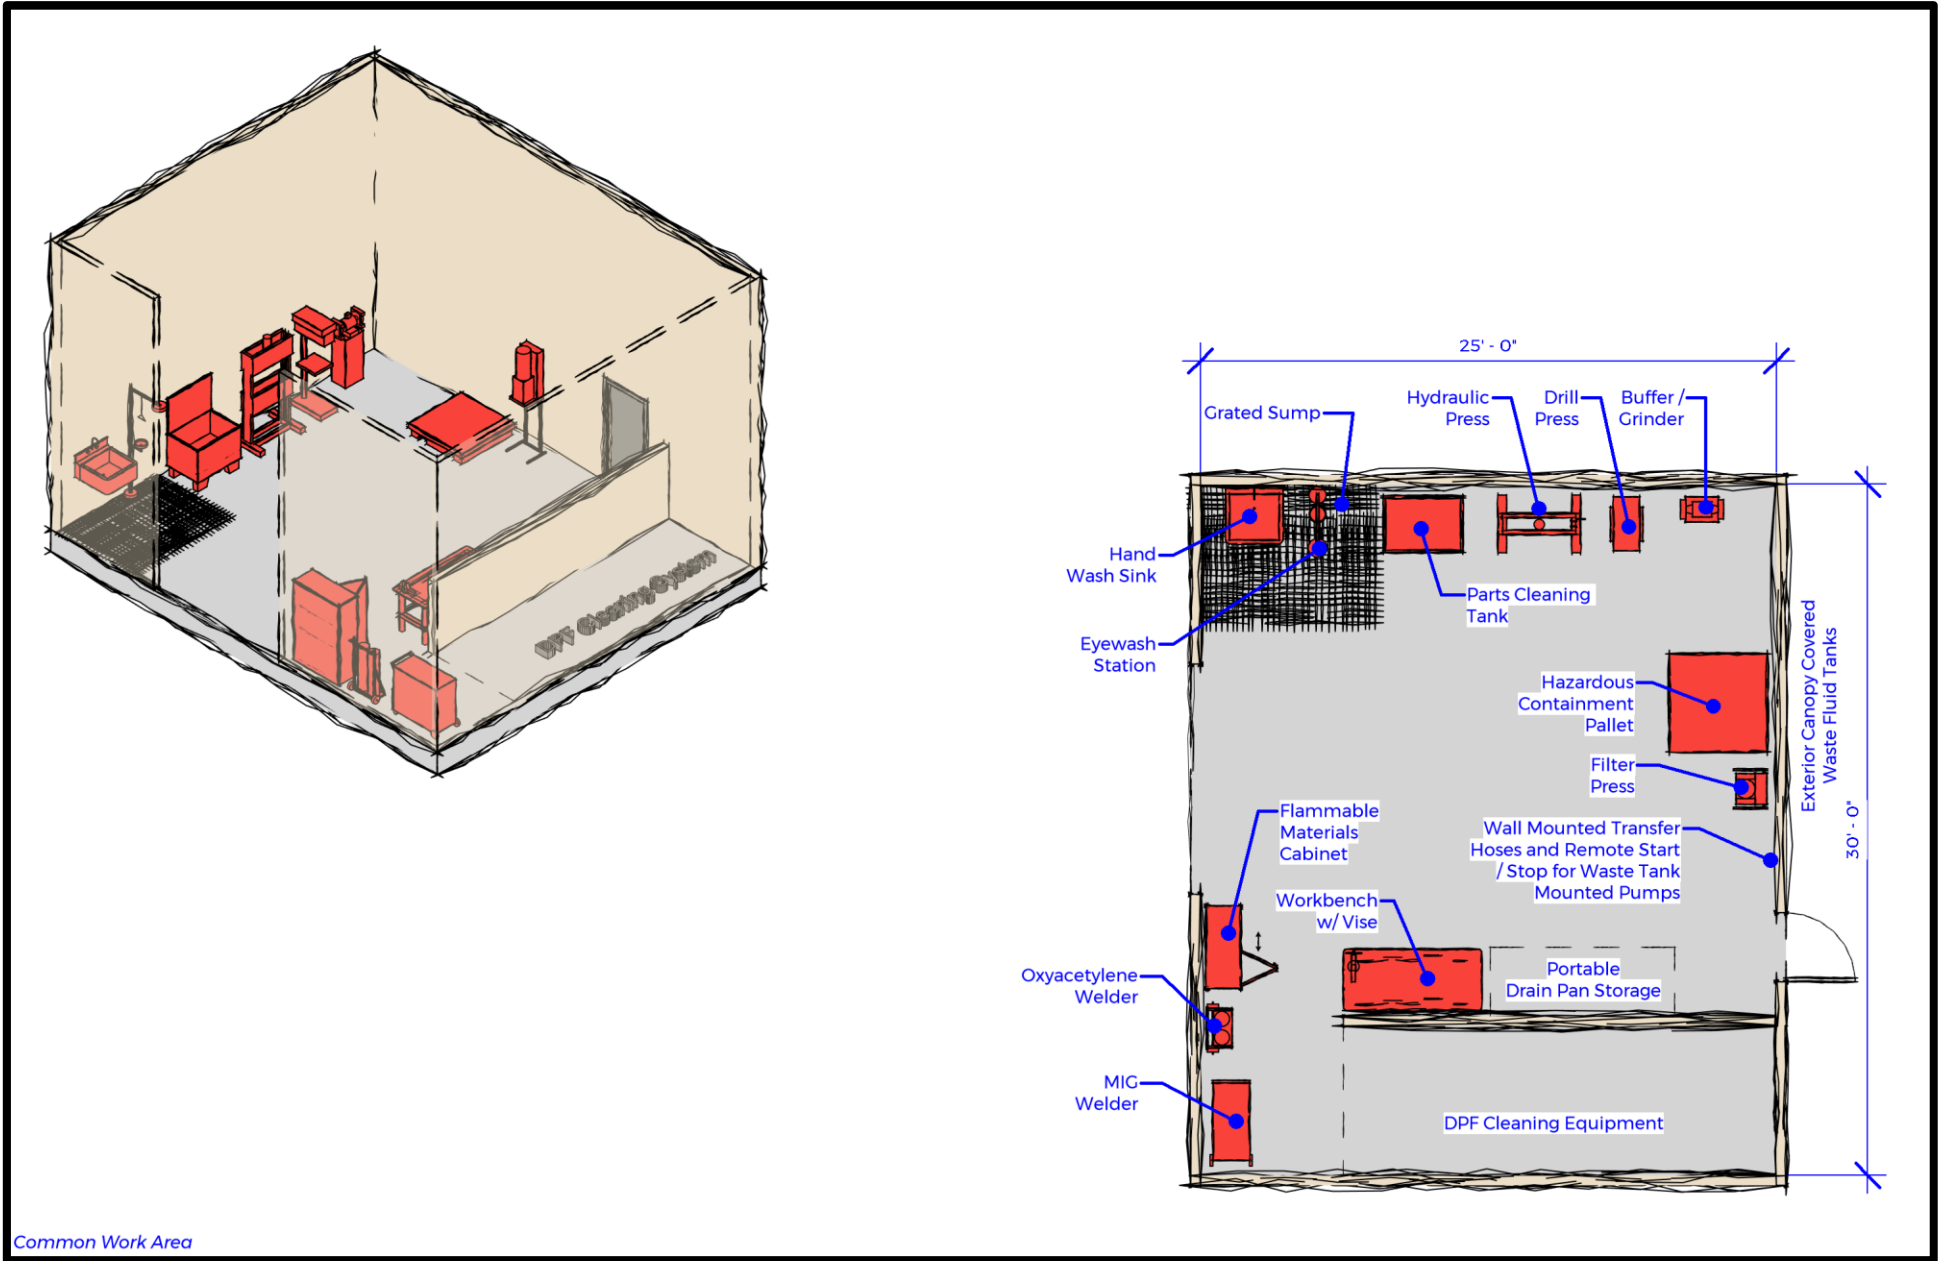 25' - 0"
Grated Sump
Hydraulic
Press
Drill
Press
Buffer /
Grinder
Hand
Wash Sink
Parts Cleaning
Tank
Eyewash
Station
Hazardous
Containment
Pallet
Exterior Canopy Covered
Waste Fluid Tanks
Filter
Press
30' - 0"
Flammable
Materials
Cabinet
Wall Mounted Transfer
Hoses and Remote Start
/ Stop for Waste Tank
Mounted Pumps
Workbench
w/ Vise
Oxyacetylene
Welder
Portable
Drain Pan Storage
MIG
Welder
DPF Cleaning Equipment
DPF Cleaning System
Common Work Area